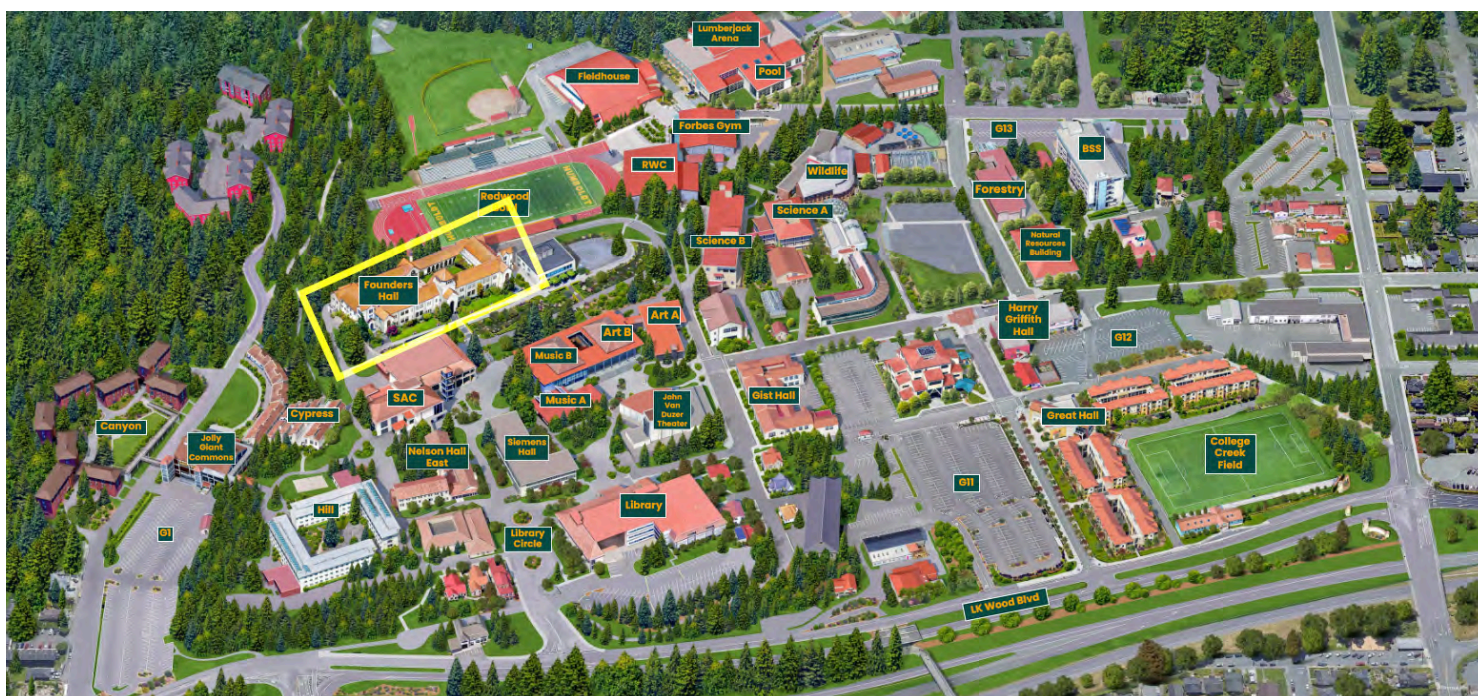 Lumberjack
Arena
Pool
Fieldhouse
Forbes Gym
G13
BSS
RWC
Wildlife
Forestry
Redwood
HUMBOLDT
Science A
Science B
Natural
Resources
Building
Founders
Hall
Harry
Griffith
Hall
Art A
Art B
G12
Music B
Music A
Gist Hall
SAC
John
Van
Duzer
Theater
Cypress
Great Hall
Canyon
Jolly
Giant
Commons
Nelson Hall
East
Siemens
Hall
College
Creek
Field
G11
Hill
Library
G1
Library
Circle
LK Wood Blvd